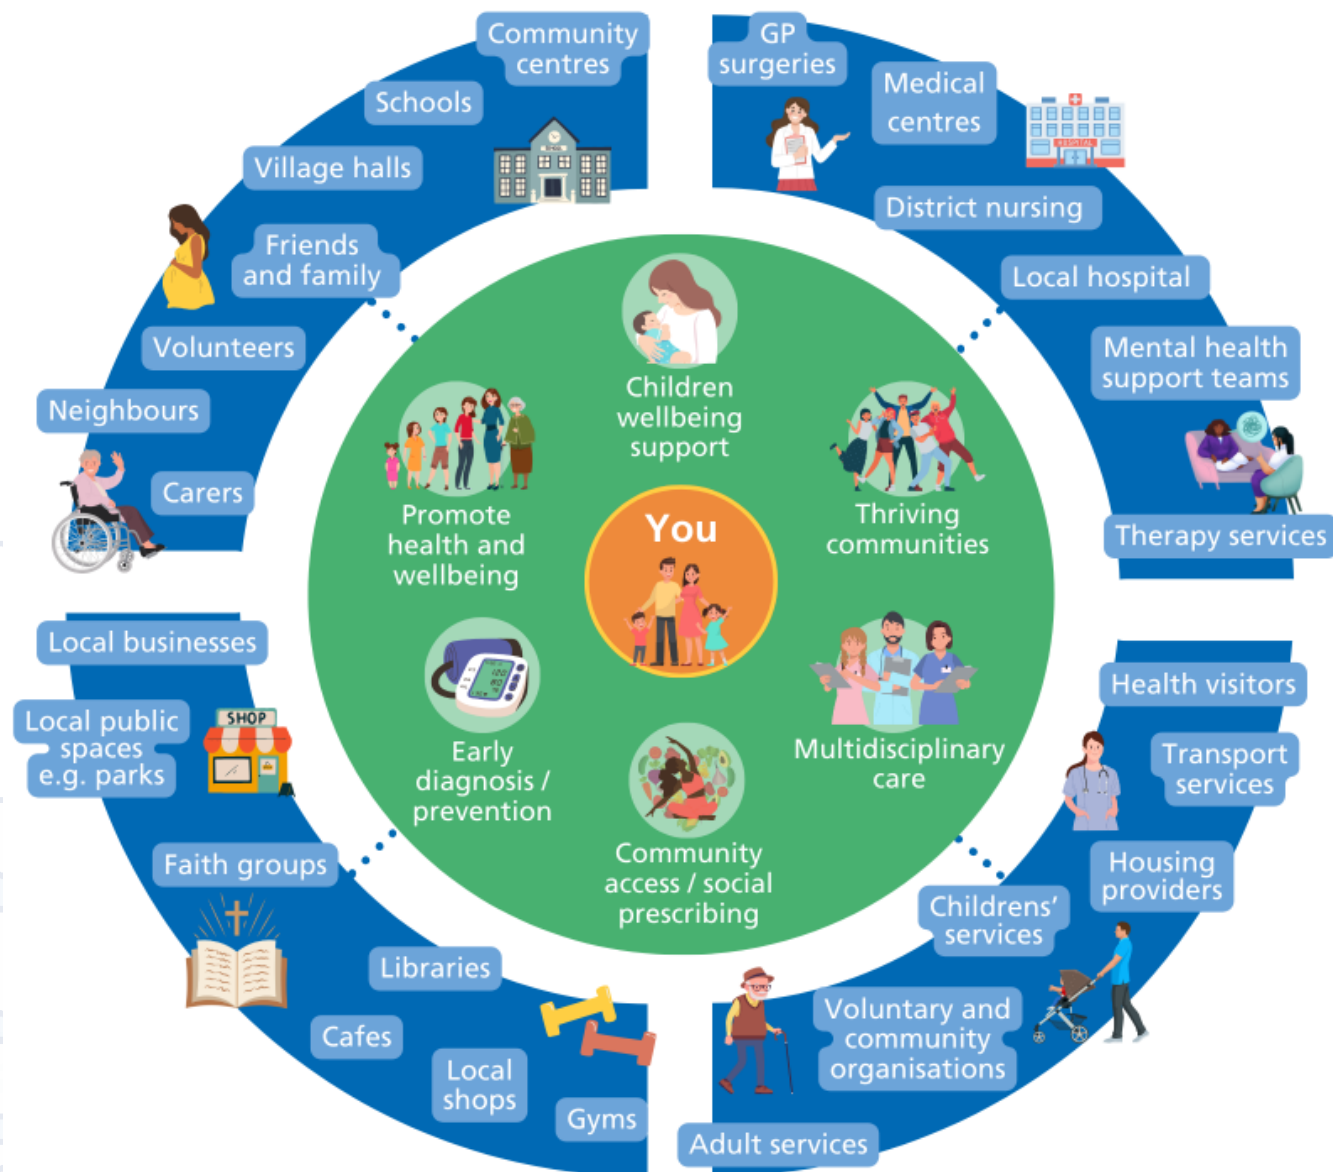 Community
centres
Schools
Village halls
Friends
and family
Volunteers
Neighbours
Carers
GP
surgeries
Medical
centres
HOSPITAL
District nursing
Local hospital
Mental health
support teams
Therapy services
Children
wellbeing
support
Promote
health and
wellbeing
Thriving
communities
You
Early
diagnosis /
prevention
Multidisciplinary
care
Community
access / social
prescribing
Local businesses
Local public
spaces
e.g. parks
SHOP
Faith groups
Libraries
Cafes
Local
shops
Gyms
Health visitors
Transport
services
Housing
providers
Childrens’
services
Voluntary and
community
organisations
Adult services